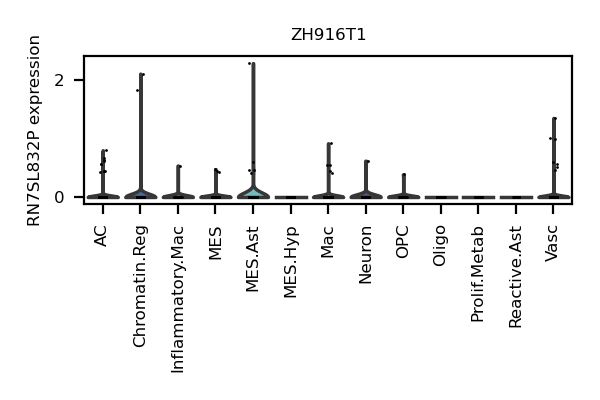 ZH916T1
RN7SL832P expression
2
0
AC
Chromatin.Reg
Inflammatory.Mac
MES
MES.Ast
MES.Hyp
Mac
Neuron
OPC
Oligo
Prolif.Metab
Reactive.Ast
Vasc